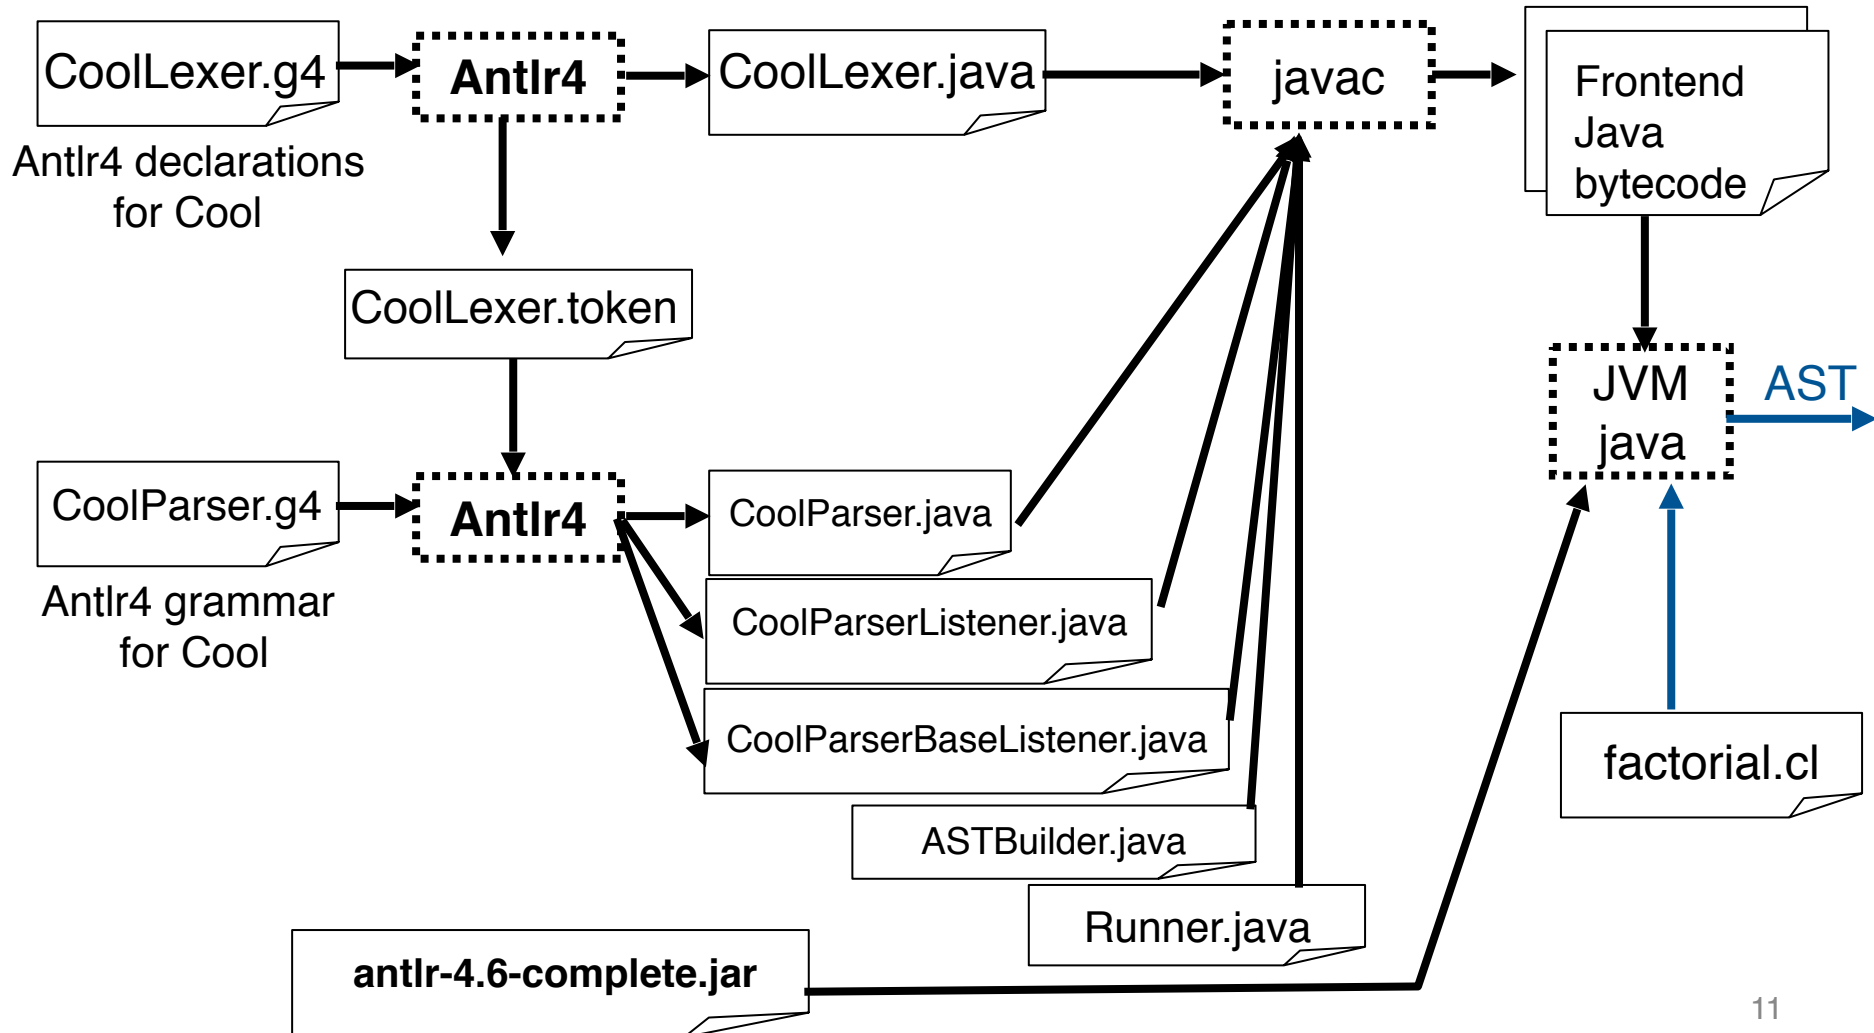 CoolLexer.g4
Antlr4
CoolLexer.java
javac
Frontend
Java
bytecode
Antlr4 declarations
for Cool
CoolLexer.token
JVM
java
AST
CoolParser.g4
Antlr4
CoolParser.java
Antlr4 grammar
for Cool
CoolParserListener.java
CoolParserBaseListener.java
factorial.cl
ASTBuilder.java
Runner.java
antlr-4.6-complete.jar
11